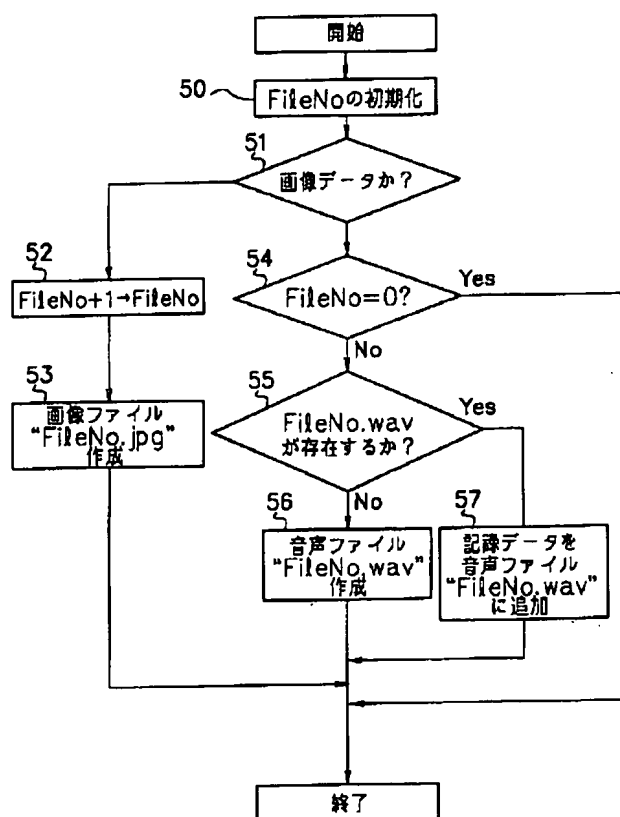 開始
50
FileNoの初期化
51
画像データか？
52
FileNo+1→FileNo
54
FileNo=0?
Yes
No
53
画像ファイル
“FileNo.jpg”
作成
55
FileNo.wav
が存在するか？
Yes
No
56
音声ファイル
“FileNo.wav”
作成
57
記録データを
音声ファイル
“FileNo.wav”
に追加
終了